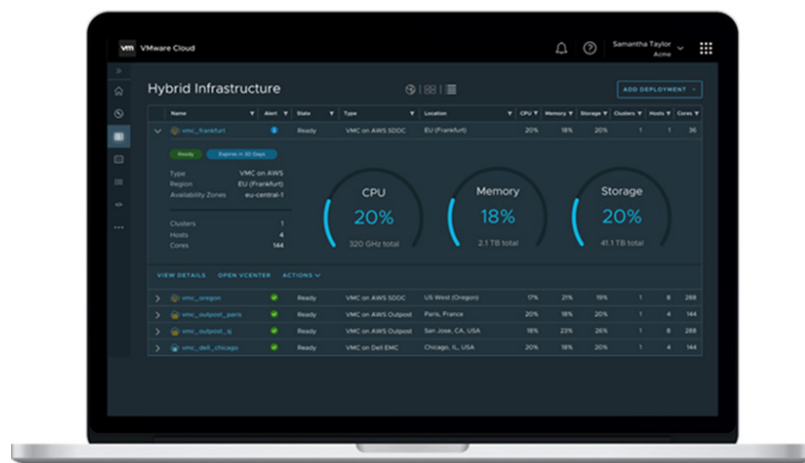 vm VMware Cloud
Samantha Taylor
Acme
Hybrid Infrastructure
ADD DEPLOYMENT
Name Alert State Type Location CPU Memory Storage Clusters Hosts Cores
vmc_frankfurt Ready VMC on AWS SDDC EU (Frankfurt) 20% 18% 20% 1 1 36
Ready Expires in 30 Days
Type VMC on AWS
Region EU (Frankfurt)
Availability Zones eu-central-1
Clusters 1
Hosts 4
Cores 144
CPU
20%
320 GHz total
Memory
18%
2.1 TB total
Storage
20%
41.1 TB total
VIEW DETAILS OPEN VCENTER ACTIONS
vmc_oregon Ready VMC on AWS SDDC US West (Oregon) 17% 21% 19% 1 8 288
vmc_outpost_paris Ready VMC on AWS Outpost Paris, France 20% 18% 20% 1 4 144
vmc_outpost_sj Ready VMC on AWS Outpost San Jose, CA, USA 18% 23% 26% 1 8 288
vmc_dell_chicago Ready VMC on Dell EMC Chicago, IL, USA 20% 18% 20% 1 4 144